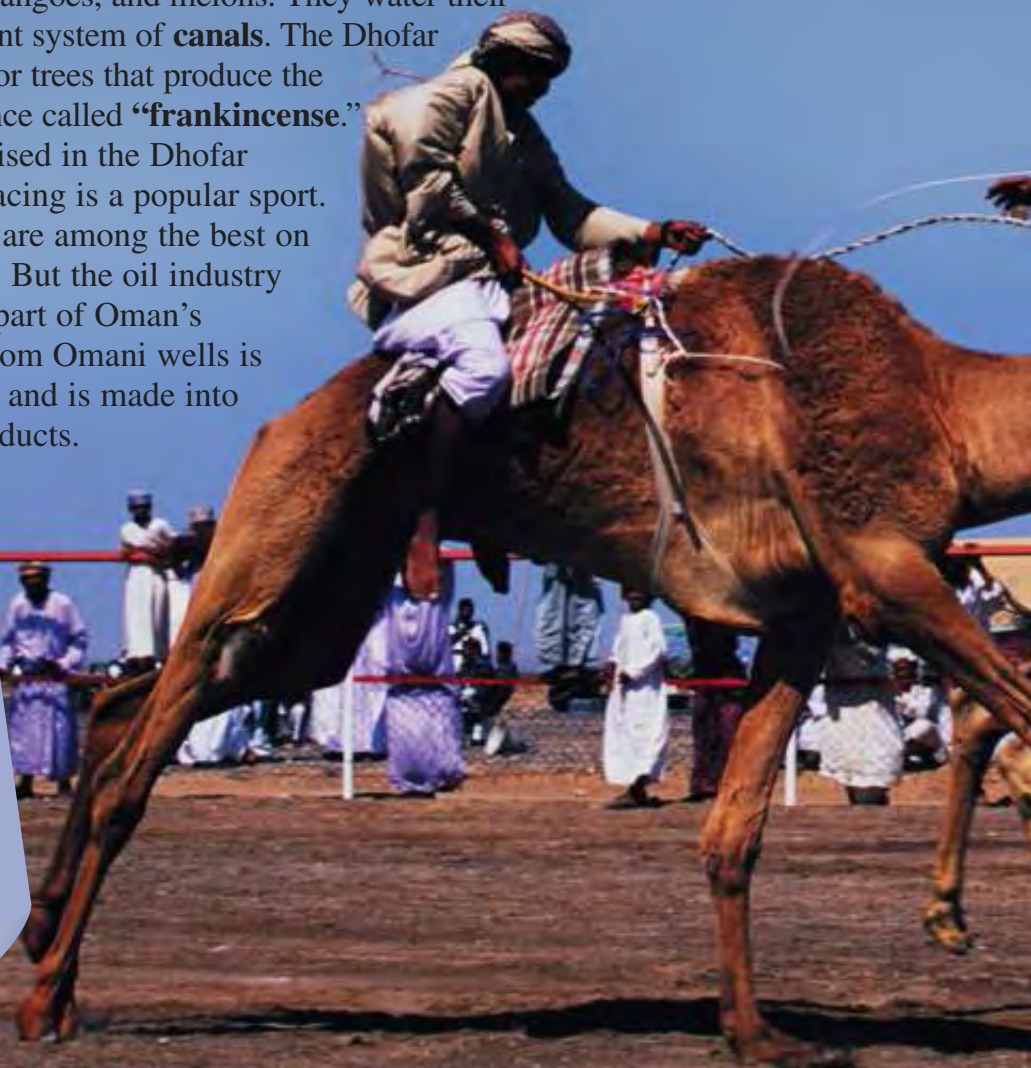 angoes, and melons. They water their
nt system of canals. The Dhofar
or trees that produce the
nce called “frankincense.”
ised in the Dhofar
acing is a popular sport.
are among the best on
But the oil industry
part of Oman’s
om Omani wells is
and is made into
ducts.